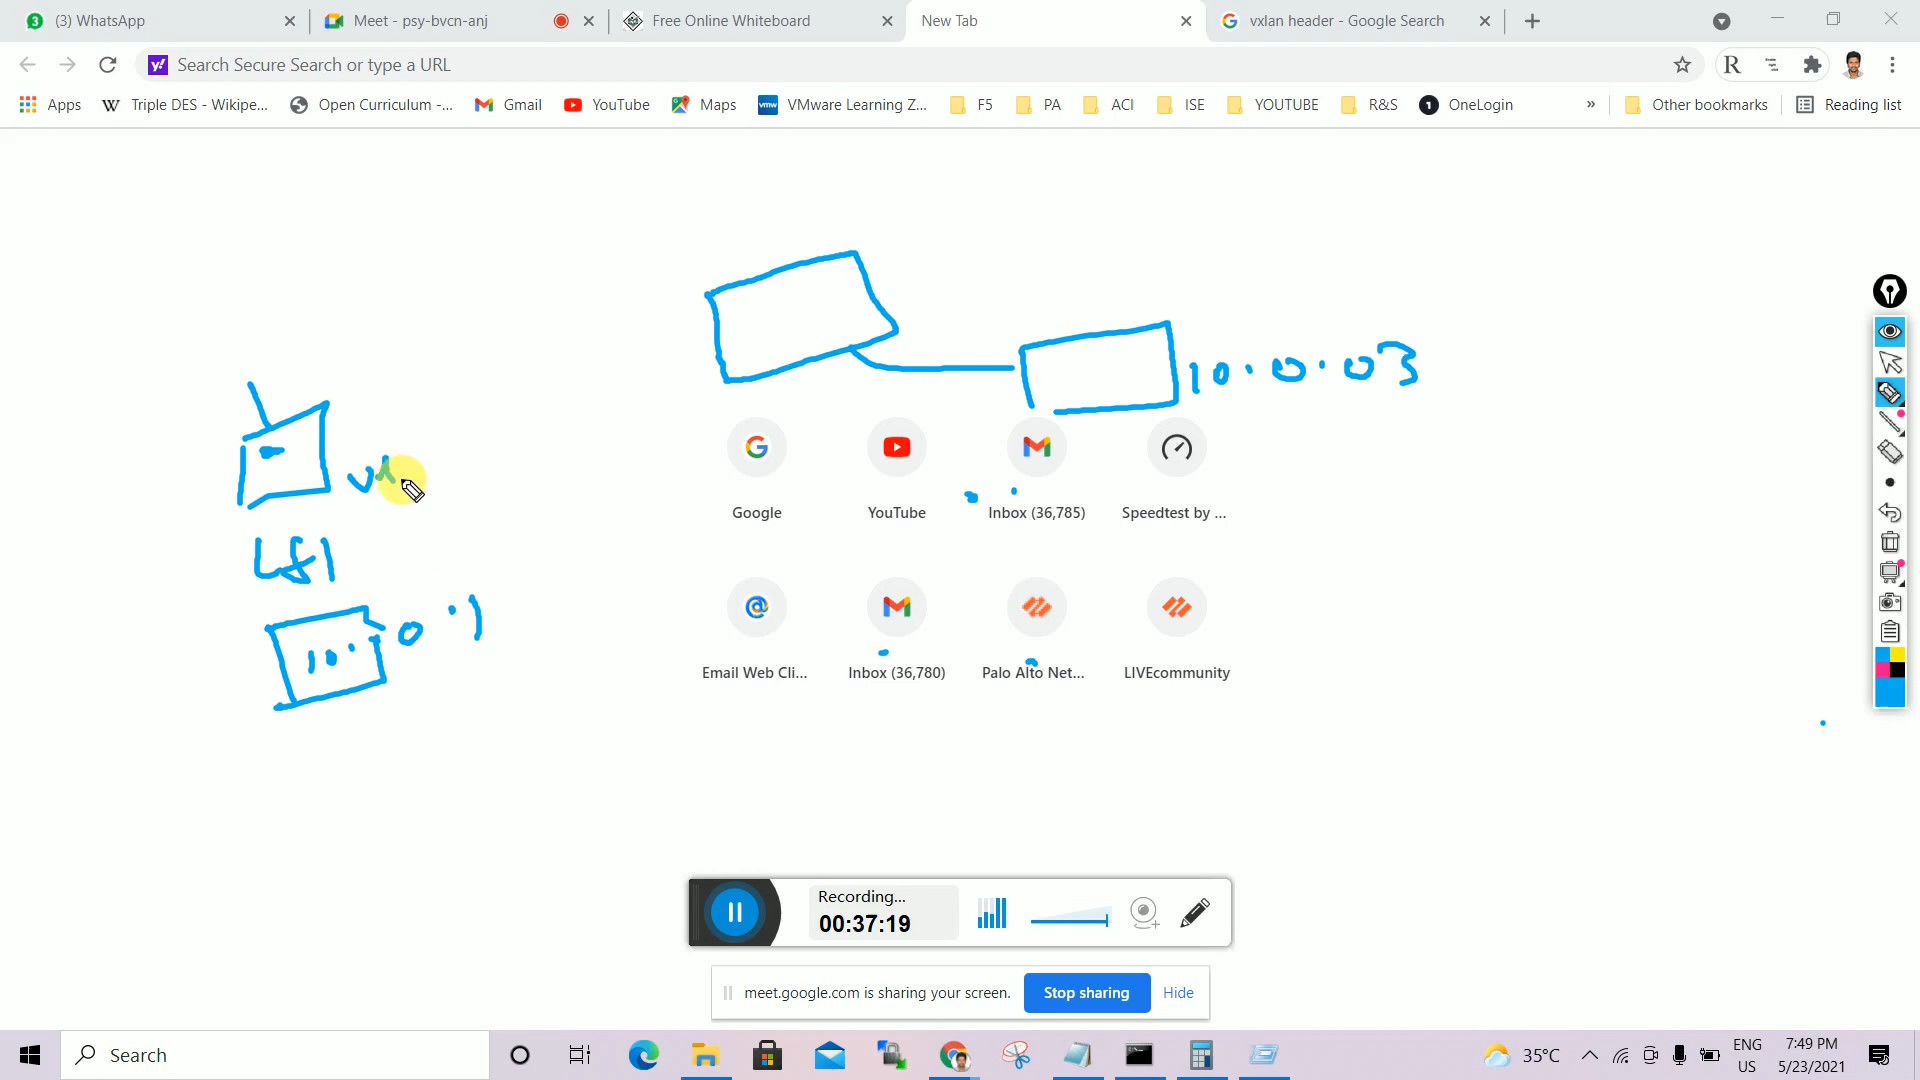 (3) WhatsApp
Meet - psy-bvcn-anj
Free Online Whiteboard
New Tab
vxlan header - Google Search
Search Secure Search or type a URL
Apps
Triple DES - Wikipe...
Open Curriculum -...
Gmail
YouTube
Maps
VMware Learning Z...
F5
PA
ACI
ISE
YOUTUBE
R&S
OneLogin
»
Other bookmarks
Reading list
10.0.03
Google
YouTube
Inbox (36,785)
Speedtest by ...
Email Web Cli...
Inbox (36,780)
Palo Alto Net...
LIVEcommunity
10.0.1
Recording...
00:37:19
meet.google.com is sharing your screen.
Stop sharing
Hide
Search
35°C
ENG
US
7:49 PM
5/23/2021